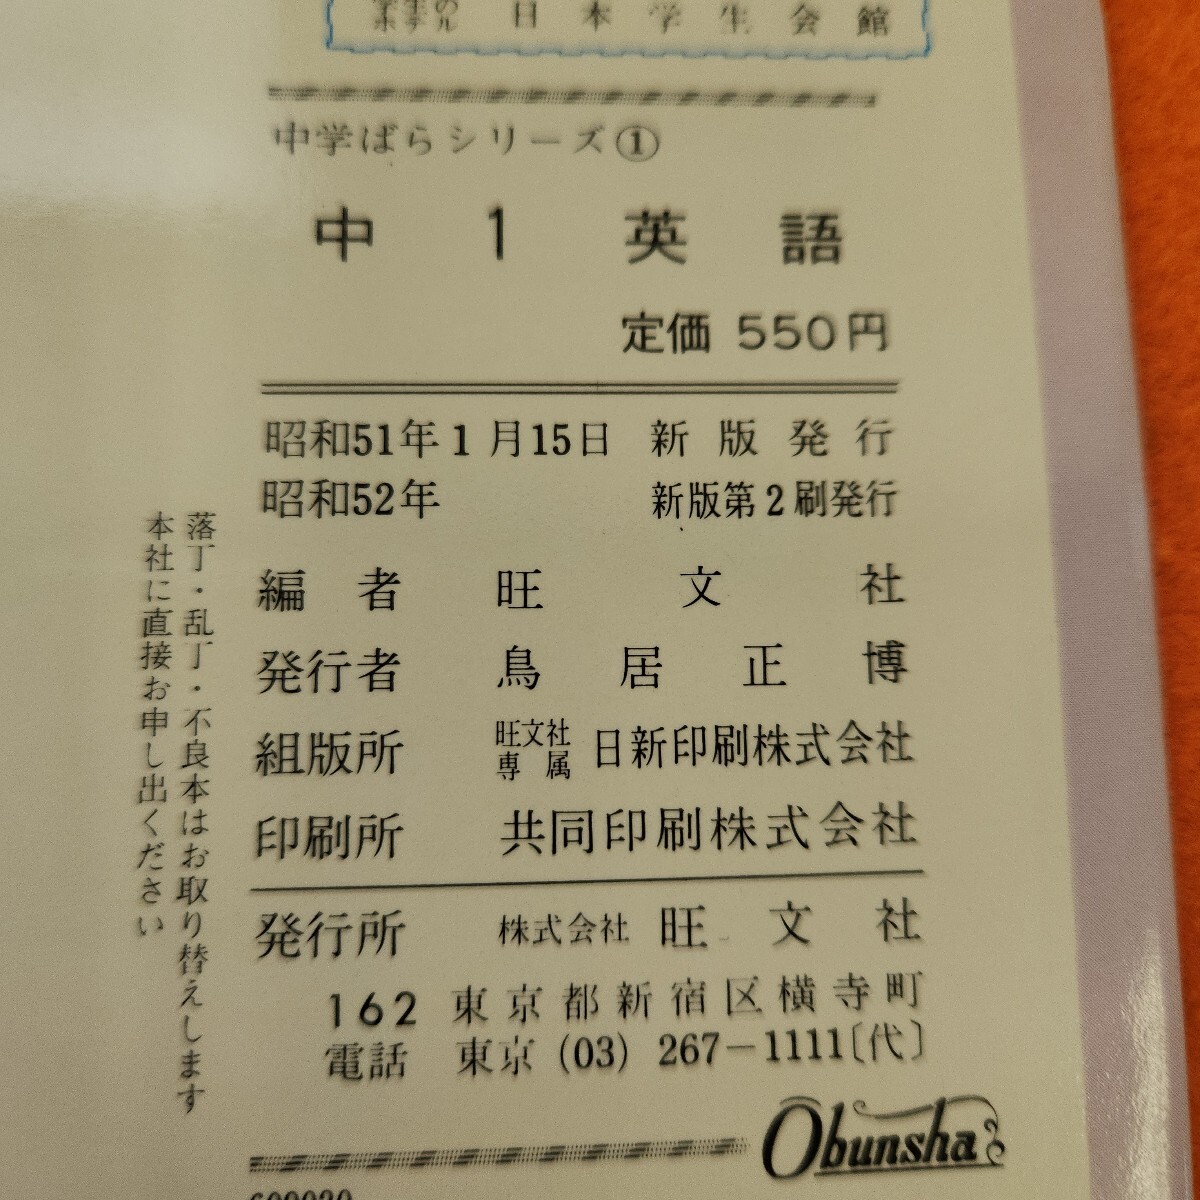 学生の
ホテル
日本学生会館
中学ばらシリーズ①
中1英語
定価 550円
昭和51年1月15日 新版発行
昭和52年 新版第2刷発行
編者 旺文社
発行者 鳥居正博
組版所 旺文社専属 日新印刷株式会社
印刷所 共同印刷株式会社
発行所 株式会社 旺文社
162 東京都新宿区横寺町
電話 東京 (03) 267-1111〔代〕
落丁・乱丁・不良本はお取り替えします
本社に直接お申し出ください
Obunsha